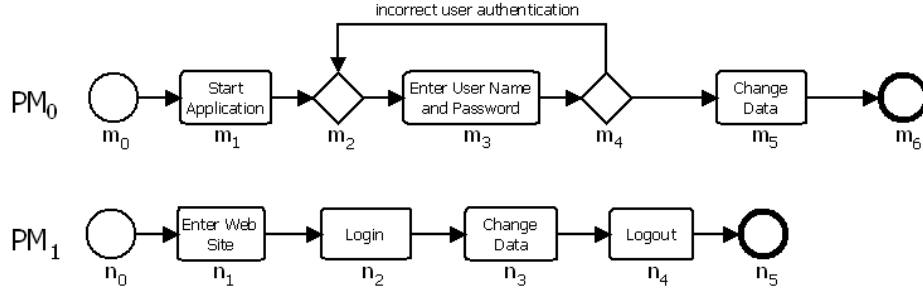 incorrect user authentication
PM0
Start
Application
Enter User Name
and Password
Change
Data
m0
m1
m2
m3
m4
m5
m6
PM1
Enter Web
Site
Login
Change
Data
Logout
n0
n1
n2
n3
n4
n5